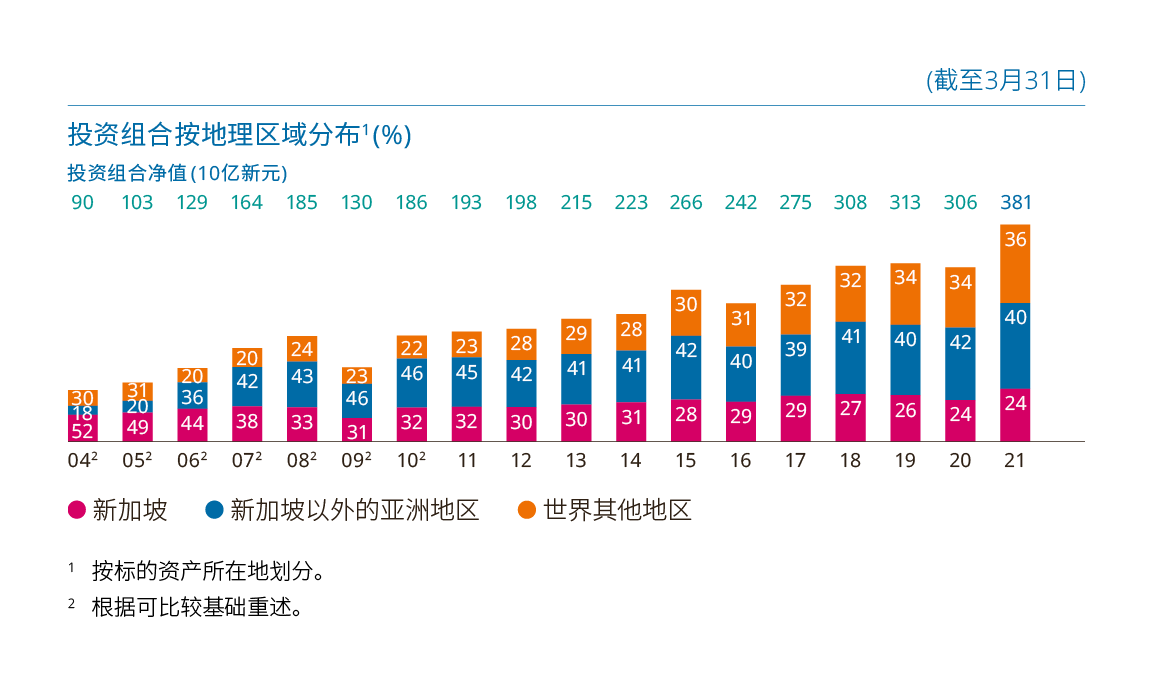 (截至3月31日)
投资组合按地理区域分布¹(%)
投资组合净值 (10亿新元)
90 103 129 164 185 130 186 193 198 215 223 266 242 275 308 313 306 381
30 31 20 20 24 23 22 23 28 29 28 30 31 32 32 34 34 36
18 20 36 42 43 46 46 45 42 41 41 42 40 39 41 40 42 40
52 49 44 38 33 31 32 32 30 30 31 28 29 29 27 26 24 24
04² 05² 06² 07² 08² 09² 10² 11 12 13 14 15 16 17 18 19 20 21
新加坡 新加坡以外的亚洲地区 世界其他地区
¹ 按标的资产所在地划分。
² 根据可比较基础重述。